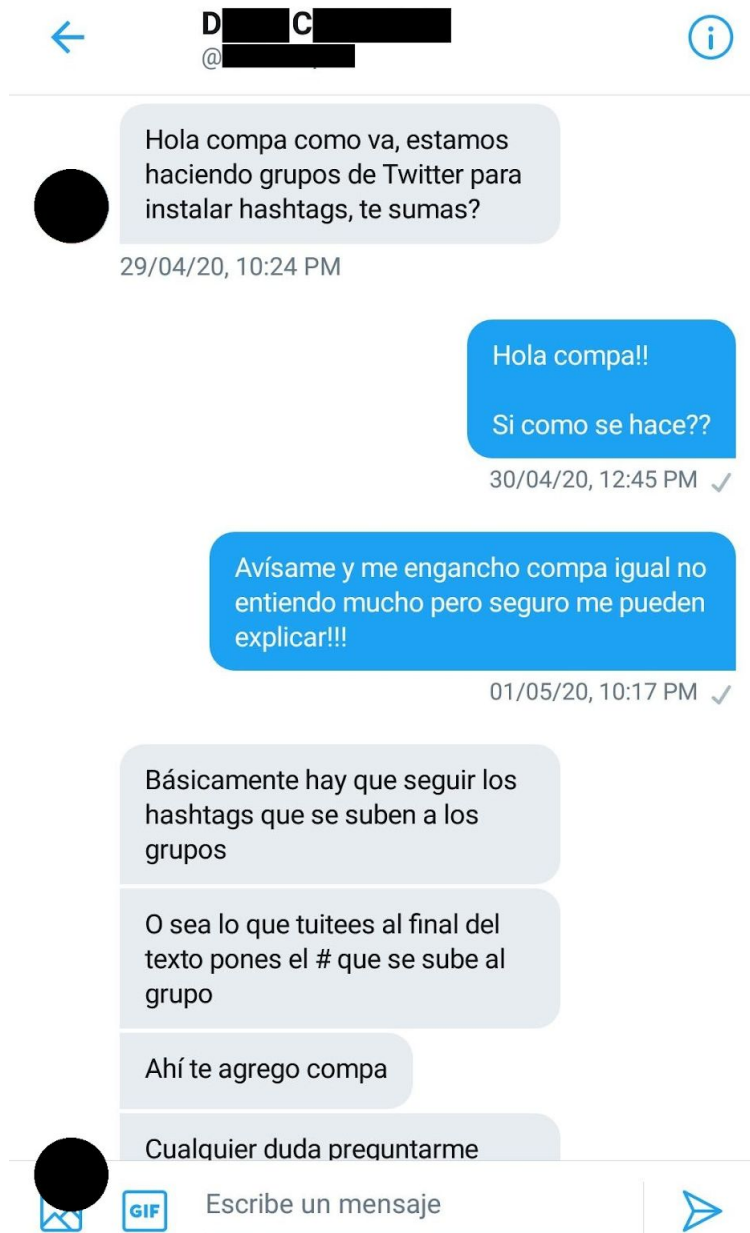 D C
@
Hola compa como va, estamos
haciendo grupos de Twitter para
instalar hashtags, te sumas?
29/04/20, 10:24 PM
Hola compa!!
Si como se hace??
30/04/20, 12:45 PM
Avísame y me engancho compa igual no
entiendo mucho pero seguro me pueden
explicar!!!
01/05/20, 10:17 PM
Básicamente hay que seguir los
hashtags que se suben a los
grupos
O sea lo que tuitees al final del
texto pones el # que se sube al
grupo
Ahí te agrego compa
Cualquier duda preguntarme
GIF Escribe un mensaje